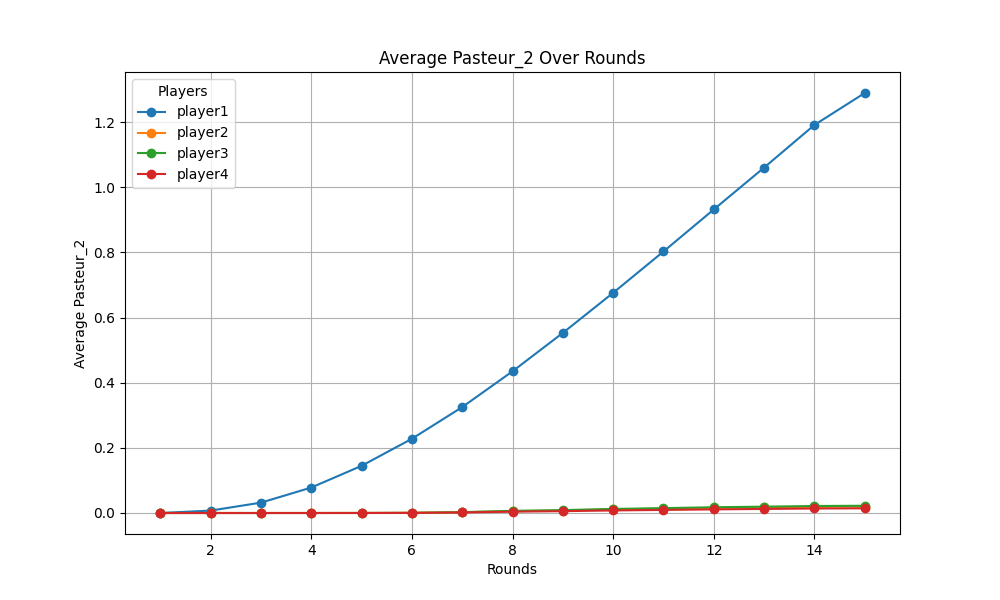 Average Pasteur_2 Over Rounds
Players
player1
player2
player3
player4
Average Pasteur_2
1.2
1.0
0.8
0.6
0.4
0.2
0.0
2 4 6 8 10 12 14
Rounds